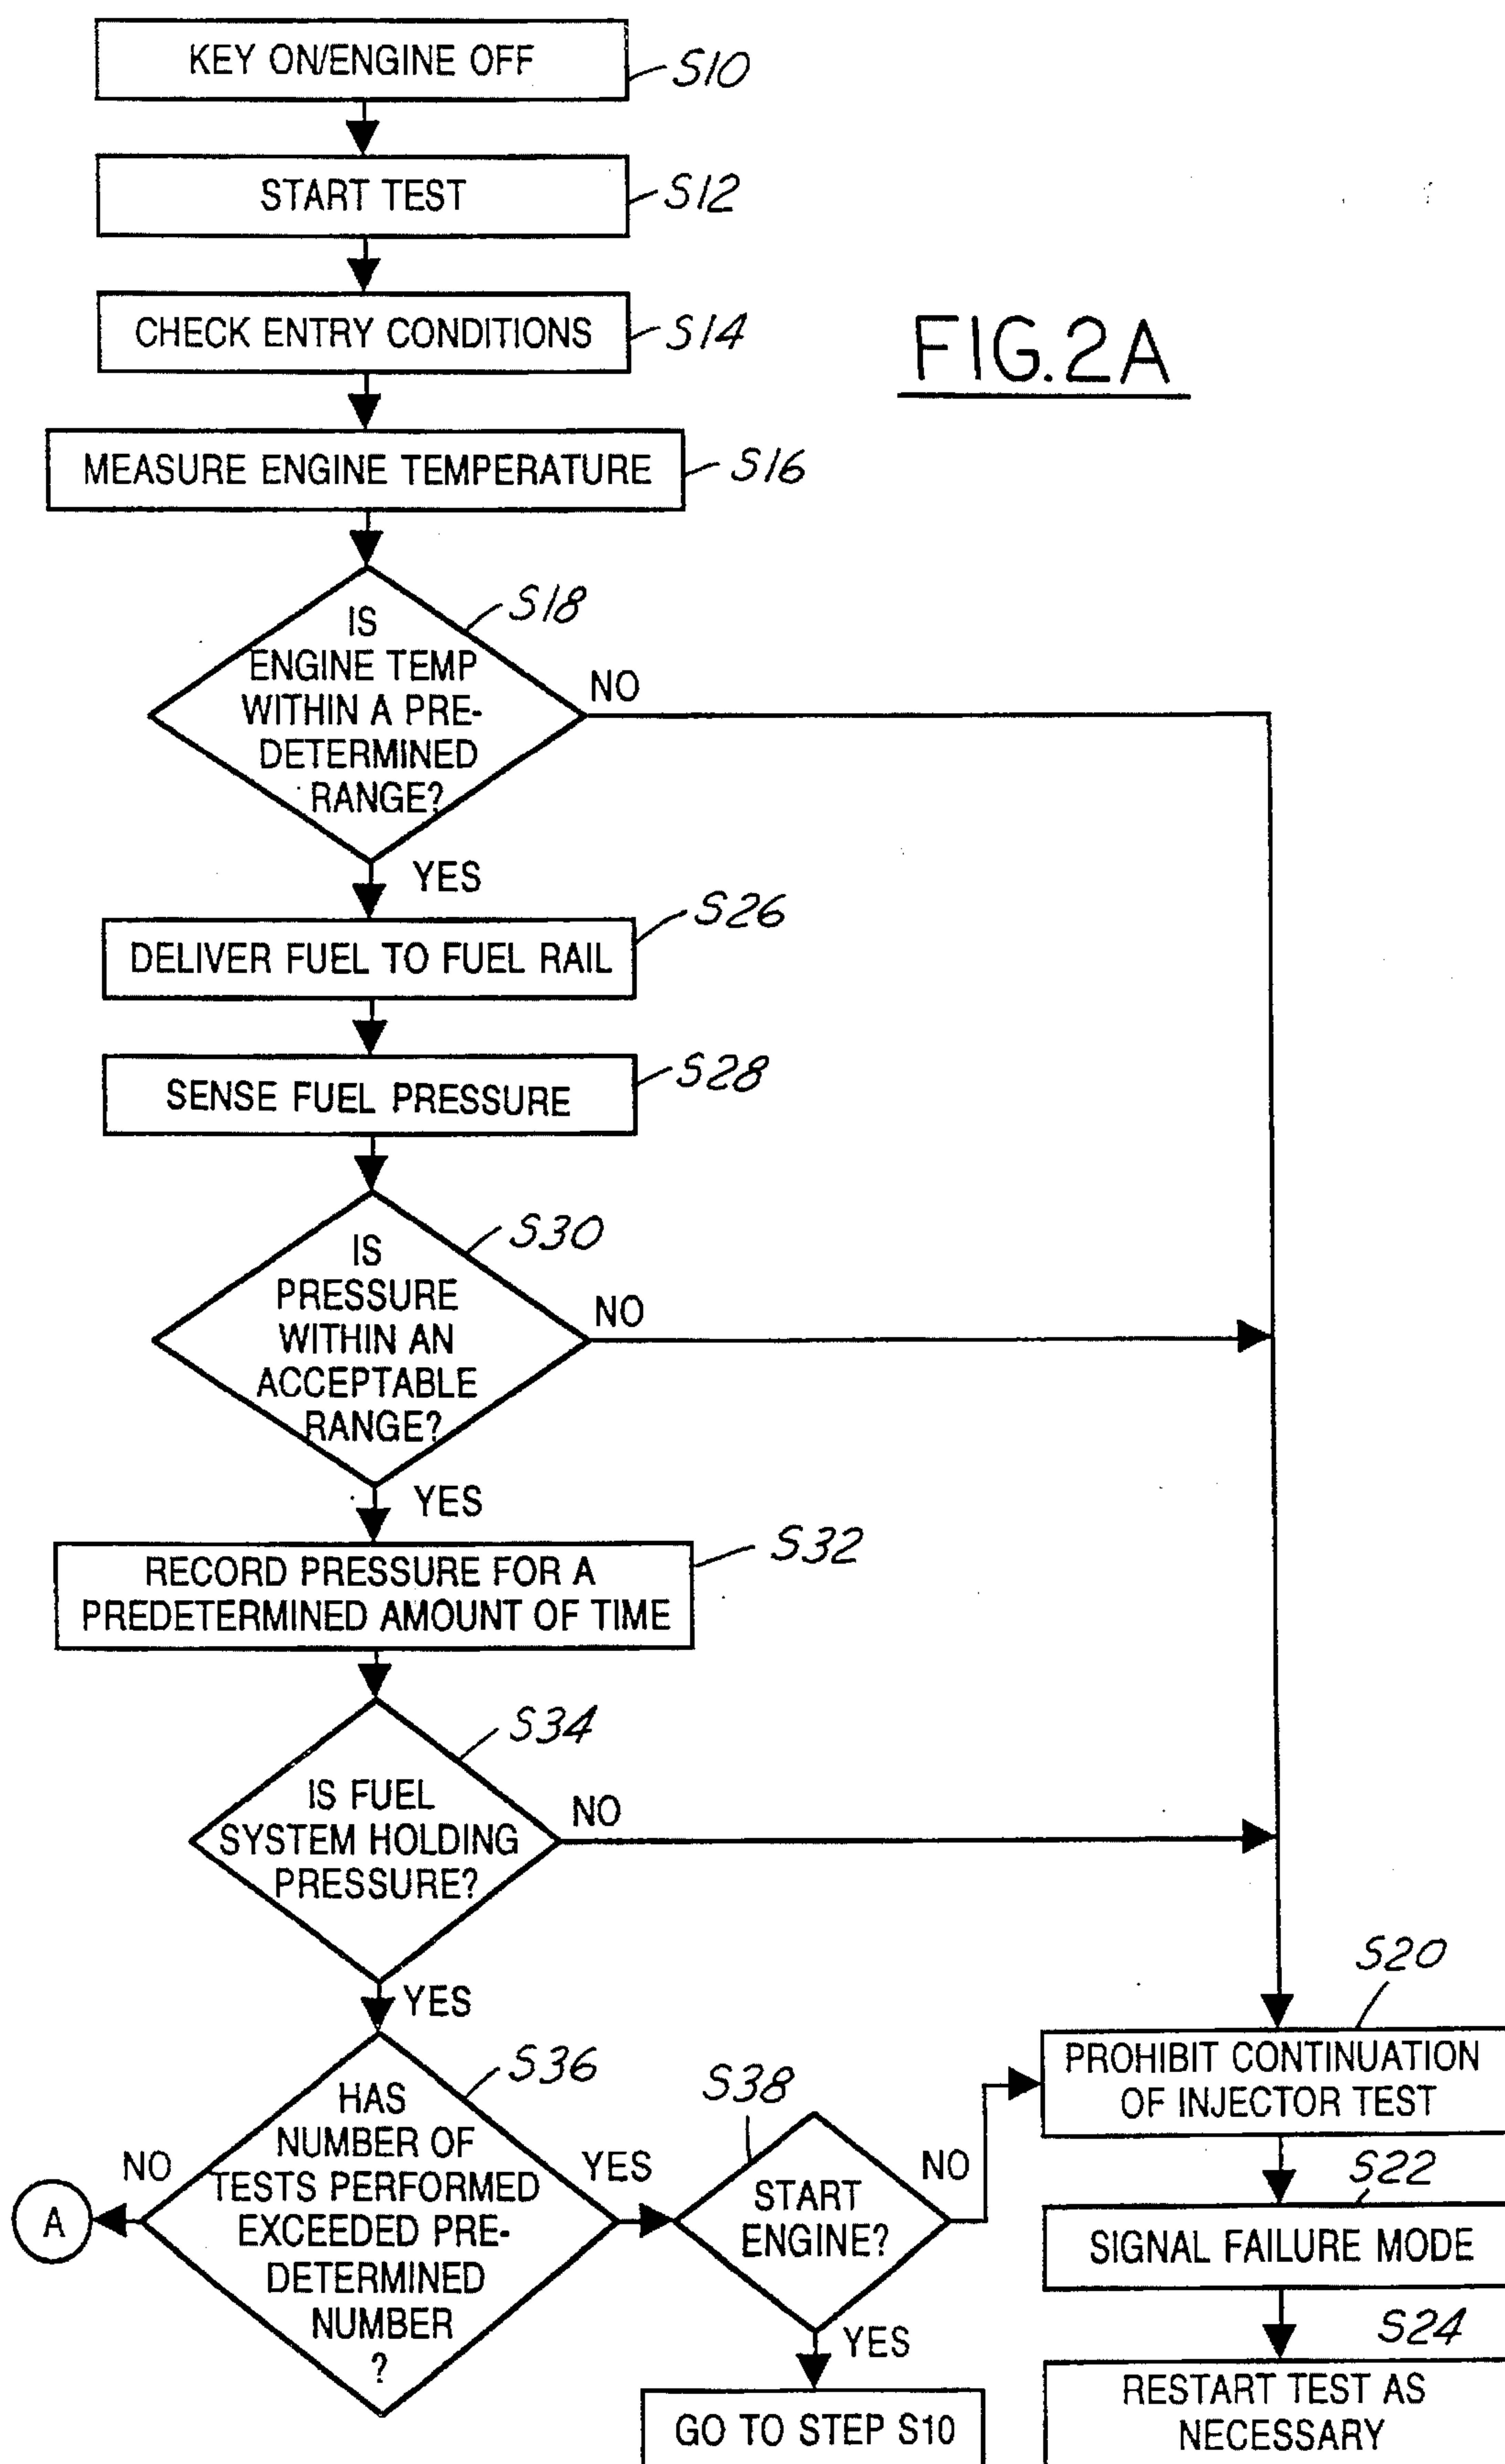 KEY ON/ENGINE OFF
S10
START TEST
S12
CHECK ENTRY CONDITIONS
S14
FIG.2A
MEASURE ENGINE TEMPERATURE
S16
S18
IS
ENGINE TEMP
WITHIN A PRE-
DETERMINED
RANGE?
NO
YES
S26
DELIVER FUEL TO FUEL RAIL
S28
SENSE FUEL PRESSURE
S30
IS
PRESSURE
WITHIN AN
ACCEPTABLE
RANGE?
NO
YES
S32
RECORD PRESSURE FOR A
PREDETERMINED AMOUNT OF TIME
S34
IS FUEL
SYSTEM HOLDING
PRESSURE?
NO
YES
S36
HAS
NUMBER OF
TESTS PERFORMED
EXCEEDED PRE-
DETERMINED
NUMBER
?
NO
A
YES
S38
START
ENGINE?
NO
YES
GO TO STEP S10
S20
PROHIBIT CONTINUATION
OF INJECTOR TEST
S22
SIGNAL FAILURE MODE
S24
RESTART TEST AS
NECESSARY